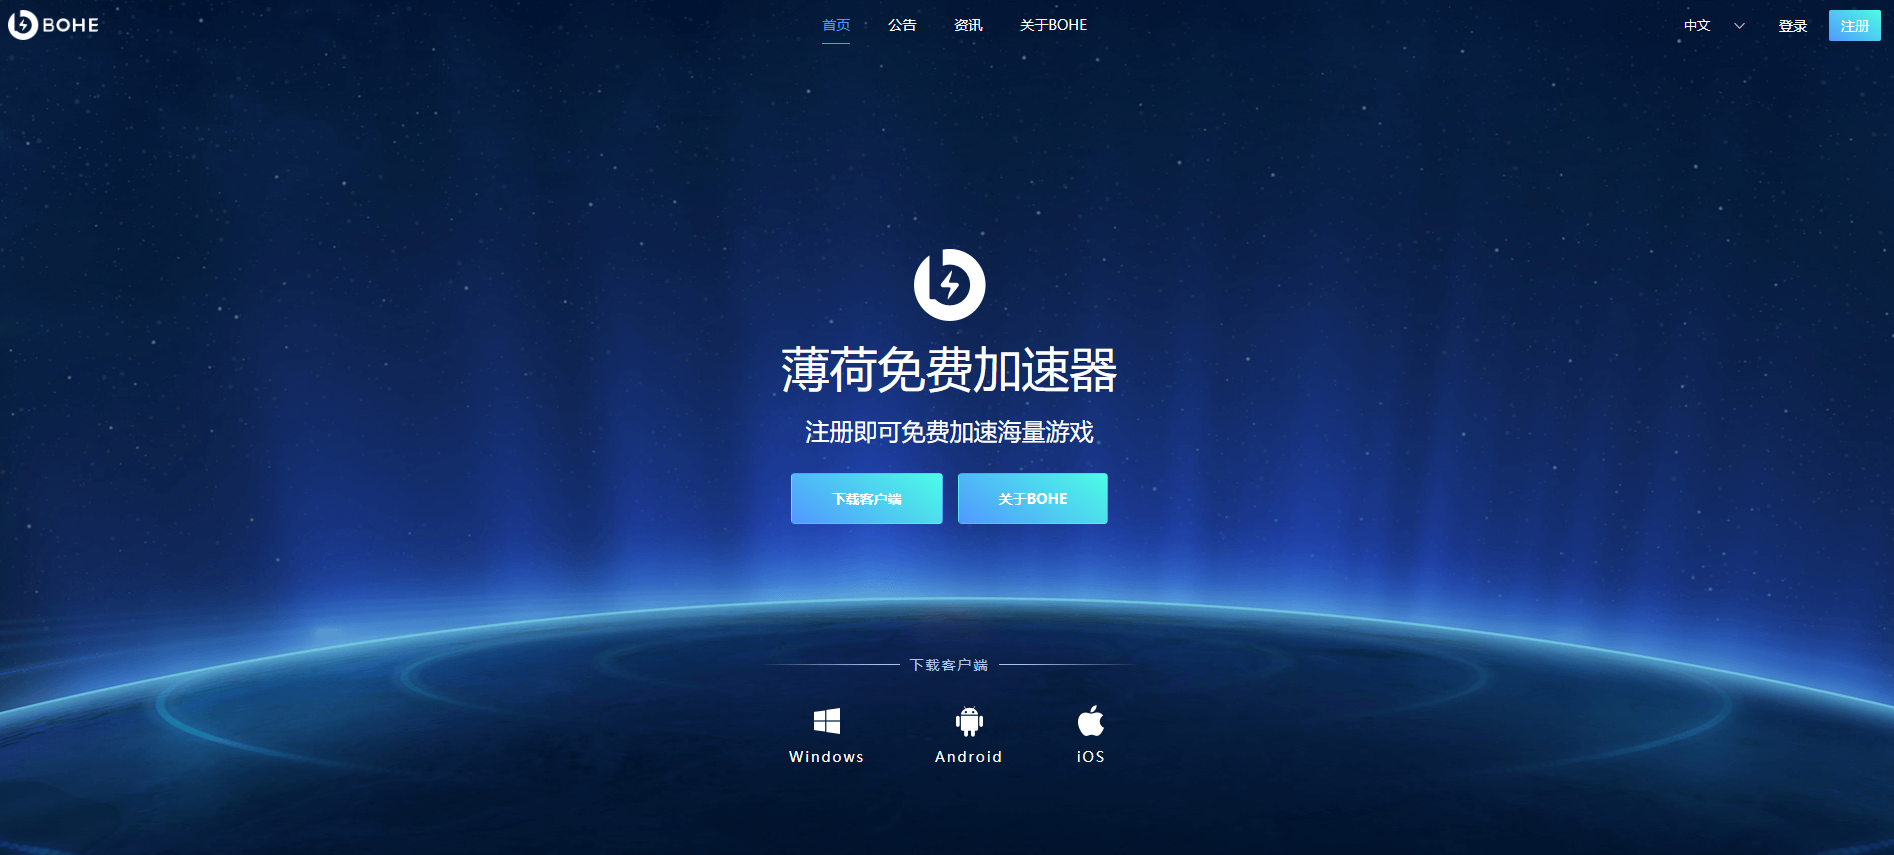 BOHE
首页 公告 资讯 关于BOHE
中文 登录 注册
薄荷免费加速器
注册即可免费加速海量游戏
下载客户端 关于BOHE
下载客户端
Windows Android iOS